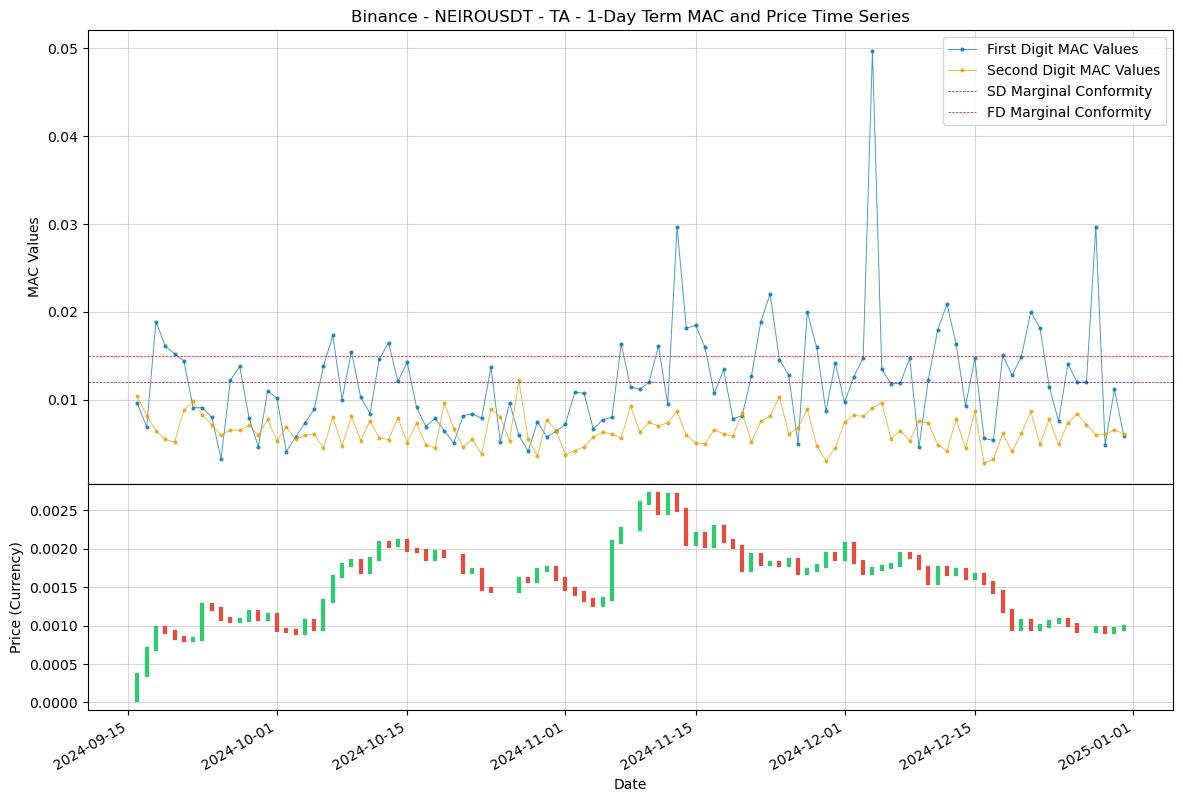 Binance - NEIROUSDT - TA - 1-Day Term MAC and Price Time Series
First Digit MAC Values
Second Digit MAC Values
SD Marginal Conformity
FD Marginal Conformity
0.05
0.04
0.03
0.02
0.01
MAC Values
0.0025
0.0020
0.0015
0.0010
0.0005
0.0000
Price (Currency)
2024-09-15
2024-10-01
2024-10-15
2024-11-01
2024-11-15
2024-12-01
2024-12-15
2025-01-01
Date